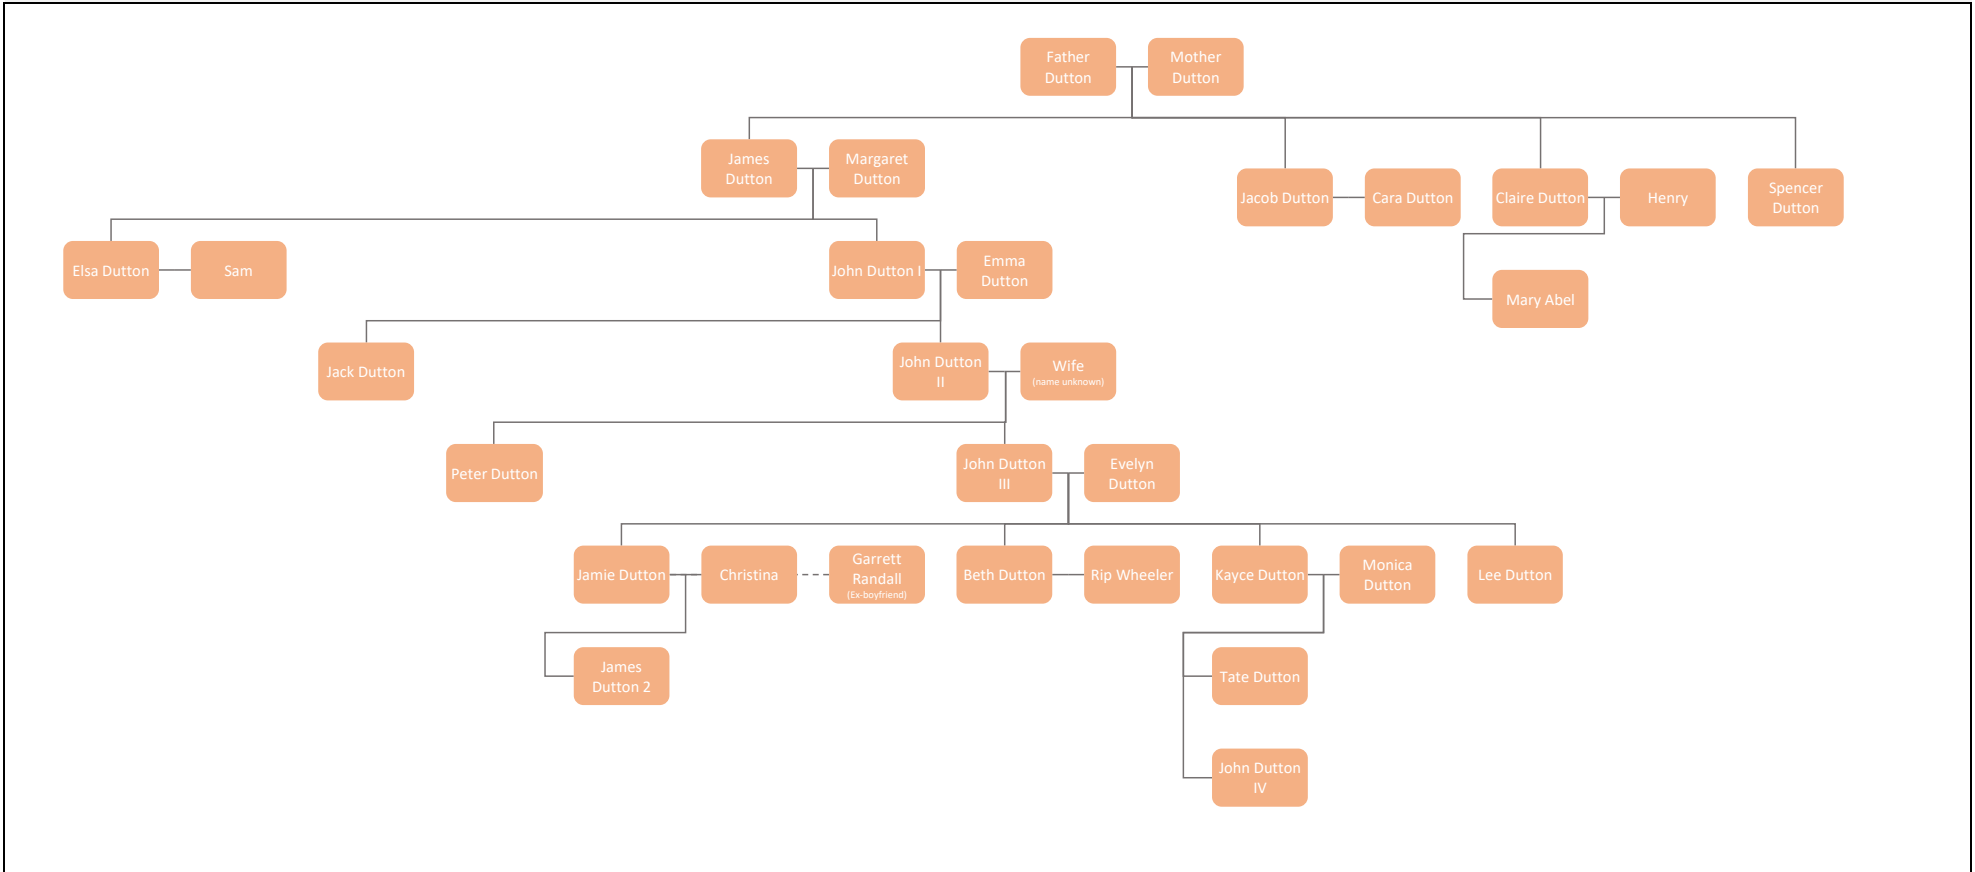 Father
Dutton
Mother
Dutton
James
Dutton
Margaret
Dutton
Jacob Dutton
Cara Dutton
Claire Dutton
Henry
Spencer
Dutton
Elsa Dutton
Sam
John Dutton I
Emma
Dutton
Mary Abel
Jack Dutton
John Dutton
II
Wife
(name unknown)
Peter Dutton
John Dutton
III
Evelyn
Dutton
Jamie Dutton
Christina
Garrett
Randall
(Ex-boyfriend)
Beth Dutton
Rip Wheeler
Kayce Dutton
Monica
Dutton
Lee Dutton
James
Dutton 2
Tate Dutton
John Dutton
IV